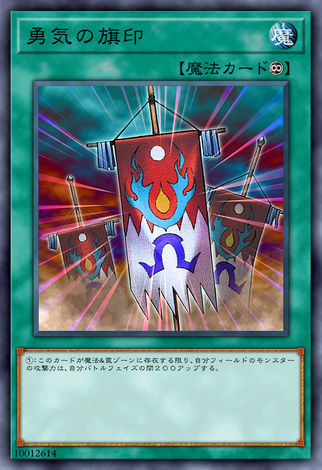 勇気の旗印
魔
【魔法カード♾】
①:このカードが魔法&罠ゾーンに存在する限り、自分フィールドのモンスター
の攻撃力は、自分バトルフェイズの間200アップする。
10012614